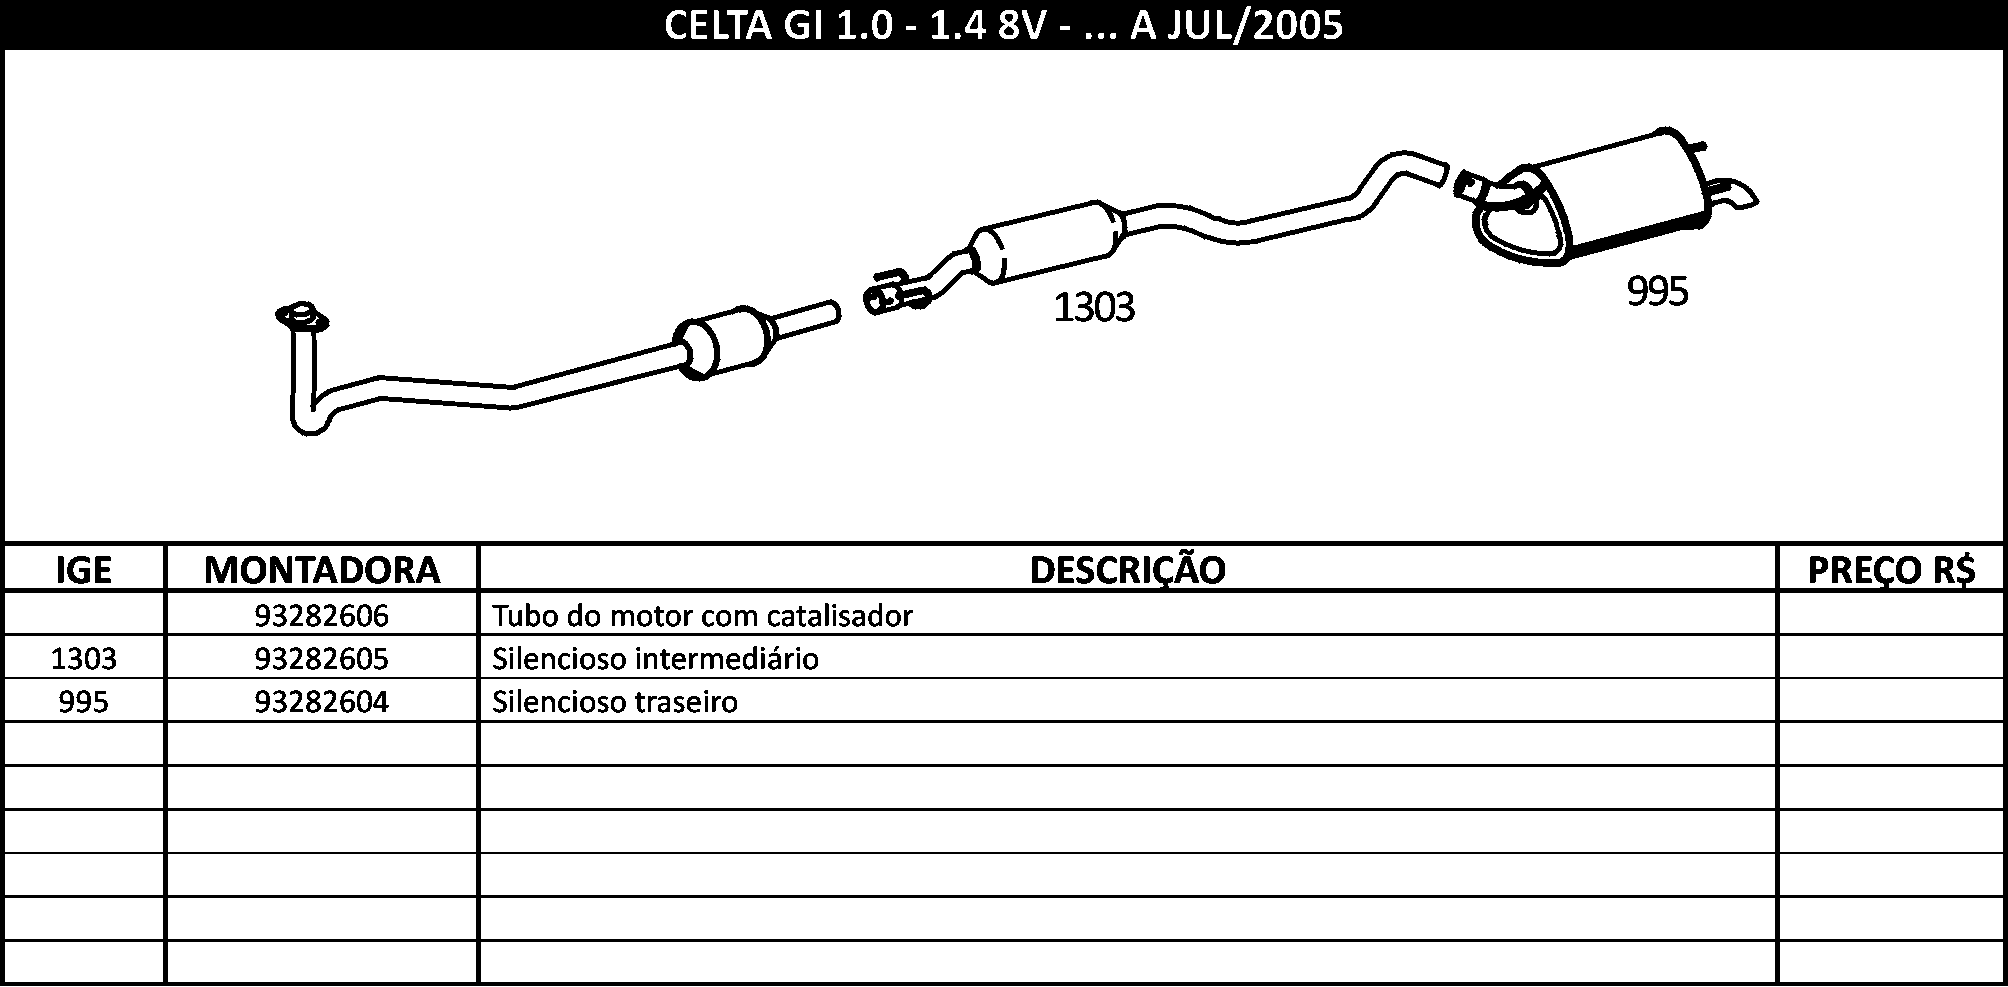 CELTA GI 1.0 - 1.4 8V - ... A JUL/2005
995
1303
IGE MONTADORA DESCRIÇÃO PREÇO R$
93282606 Tubo do motor com catalisador
1303 93282605 Silencioso intermediário
995 93282604 Silencioso traseiro